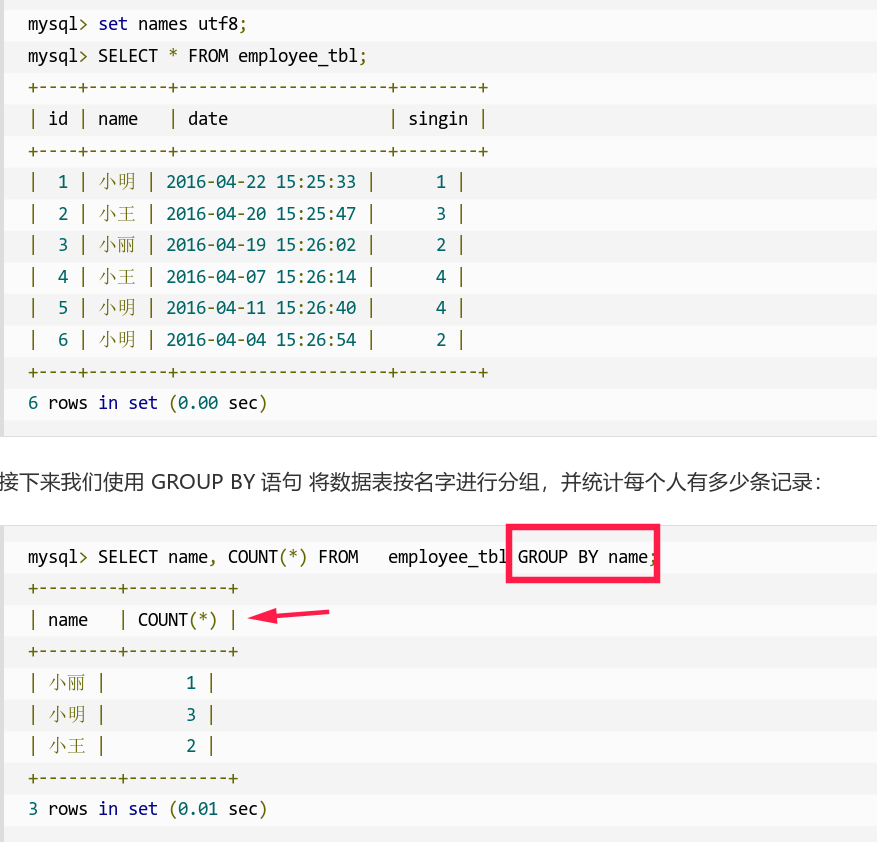 mysql> set names utf8;
mysql> SELECT * FROM employee_tbl;
+----+--------+---------------------+--------+
| id | name   | date                | singin |
+----+--------+---------------------+--------+
|  1 | 小明 | 2016-04-22 15:25:33 |      1 |
|  2 | 小王 | 2016-04-20 15:25:47 |      3 |
|  3 | 小丽 | 2016-04-19 15:26:02 |      2 |
|  4 | 小王 | 2016-04-07 15:26:14 |      4 |
|  5 | 小明 | 2016-04-11 15:26:40 |      4 |
|  6 | 小明 | 2016-04-04 15:26:54 |      2 |
+----+--------+---------------------+--------+
6 rows in set (0.00 sec)
接下来我们使用 GROUP BY 语句 将数据表按名字进行分组，并统计每个人有多少条记录：
mysql> SELECT name, COUNT(*) FROM   employee_tbl GROUP BY name;
+--------+----------+
| name   | COUNT(*) |
+--------+----------+
| 小丽 |        1 |
| 小明 |        3 |
| 小王 |        2 |
+--------+----------+
3 rows in set (0.01 sec)